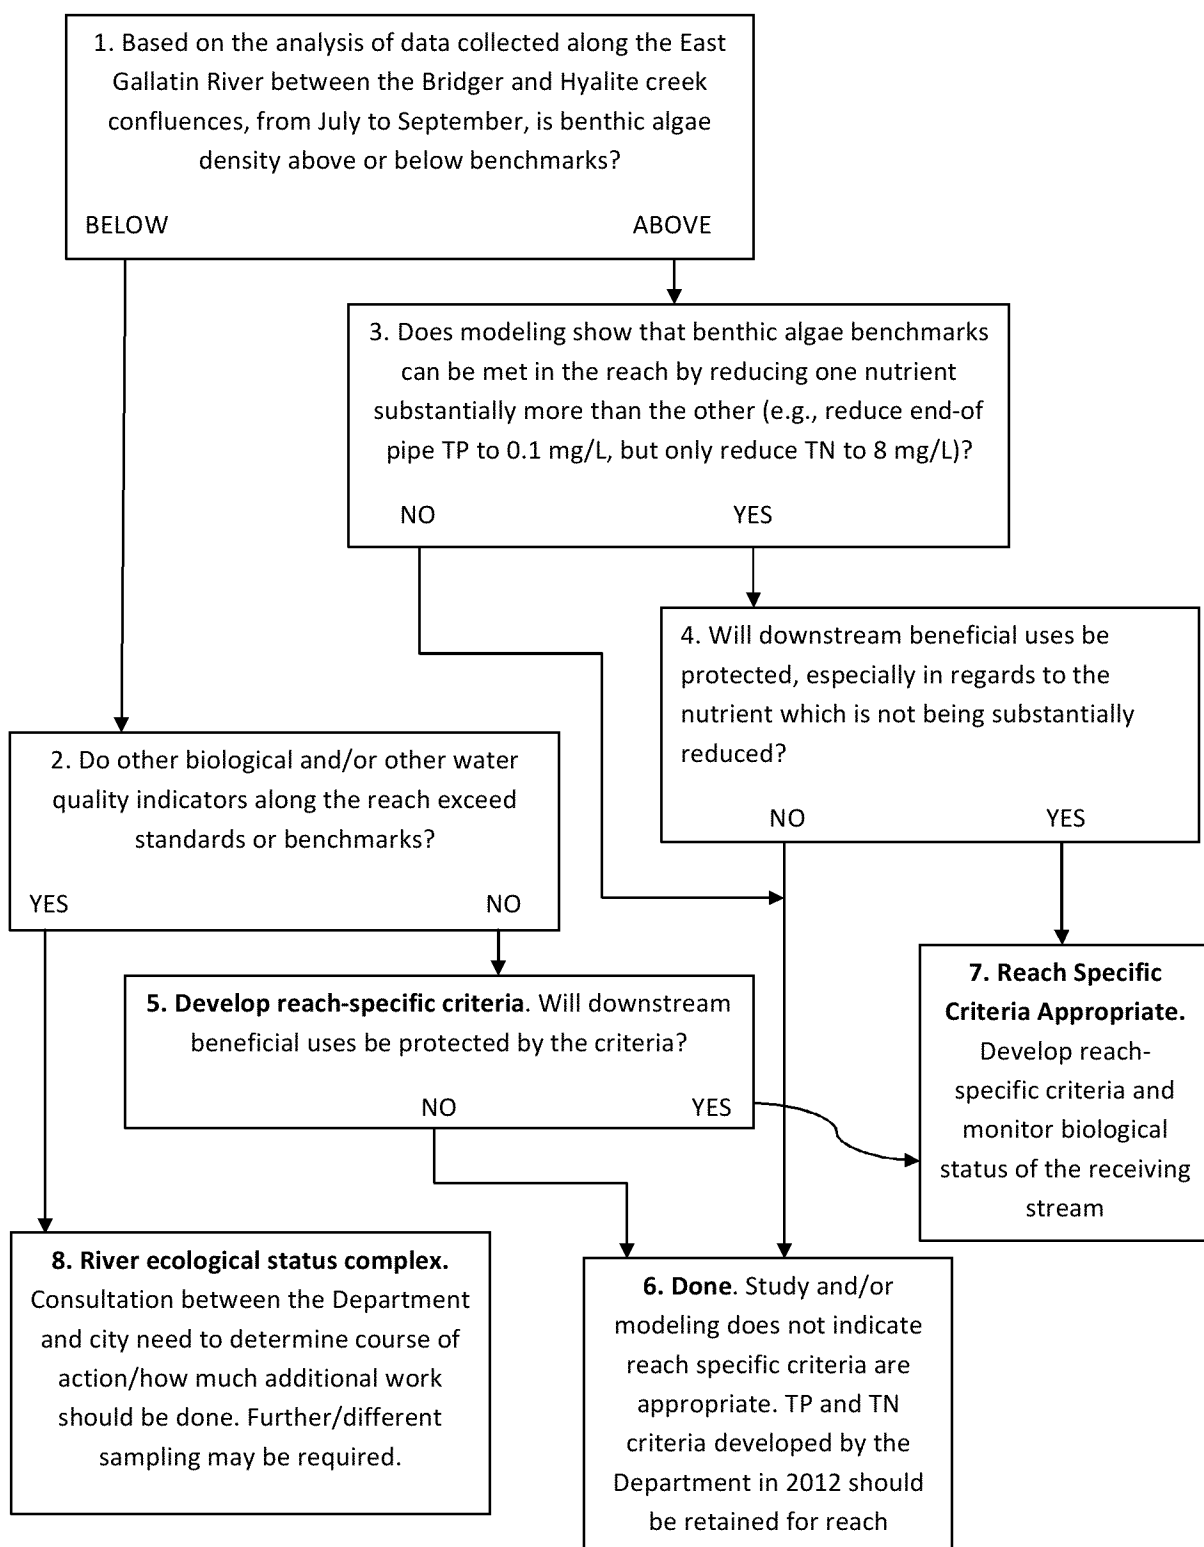 1. Based on the analysis of data collected along the East
Gallatin River between the Bridger and Hyalite creek
confluences, from July to September, is benthic algae
density above or below benchmarks?
BELOW ABOVE
3. Does modeling show that benthic algae benchmarks
can be met in the reach by reducing one nutrient
substantially more than the other (e.g., reduce end-of
pipe TP to 0.1 mg/L, but only reduce TN to 8 mg/L)?
NO YES
4. Will downstream beneficial uses be
protected, especially in regards to the
nutrient which is not being substantially
reduced?
NO YES
2. Do other biological and/or other water
quality indicators along the reach exceed
standards or benchmarks?
YES NO
5. Develop reach-specific criteria. Will downstream
beneficial uses be protected by the criteria?
NO YES
7. Reach Specific
Criteria Appropriate.
Develop reach-
specific criteria and
monitor biological
status of the receiving
stream
8. River ecological status complex.
Consultation between the Department
and city need to determine course of
action/how much additional work
should be done. Further/different
sampling may be required.
6. Done. Study and/or
modeling does not indicate
reach specific criteria are
appropriate. TP and TN
criteria developed by the
Department in 2012 should
be retained for reach